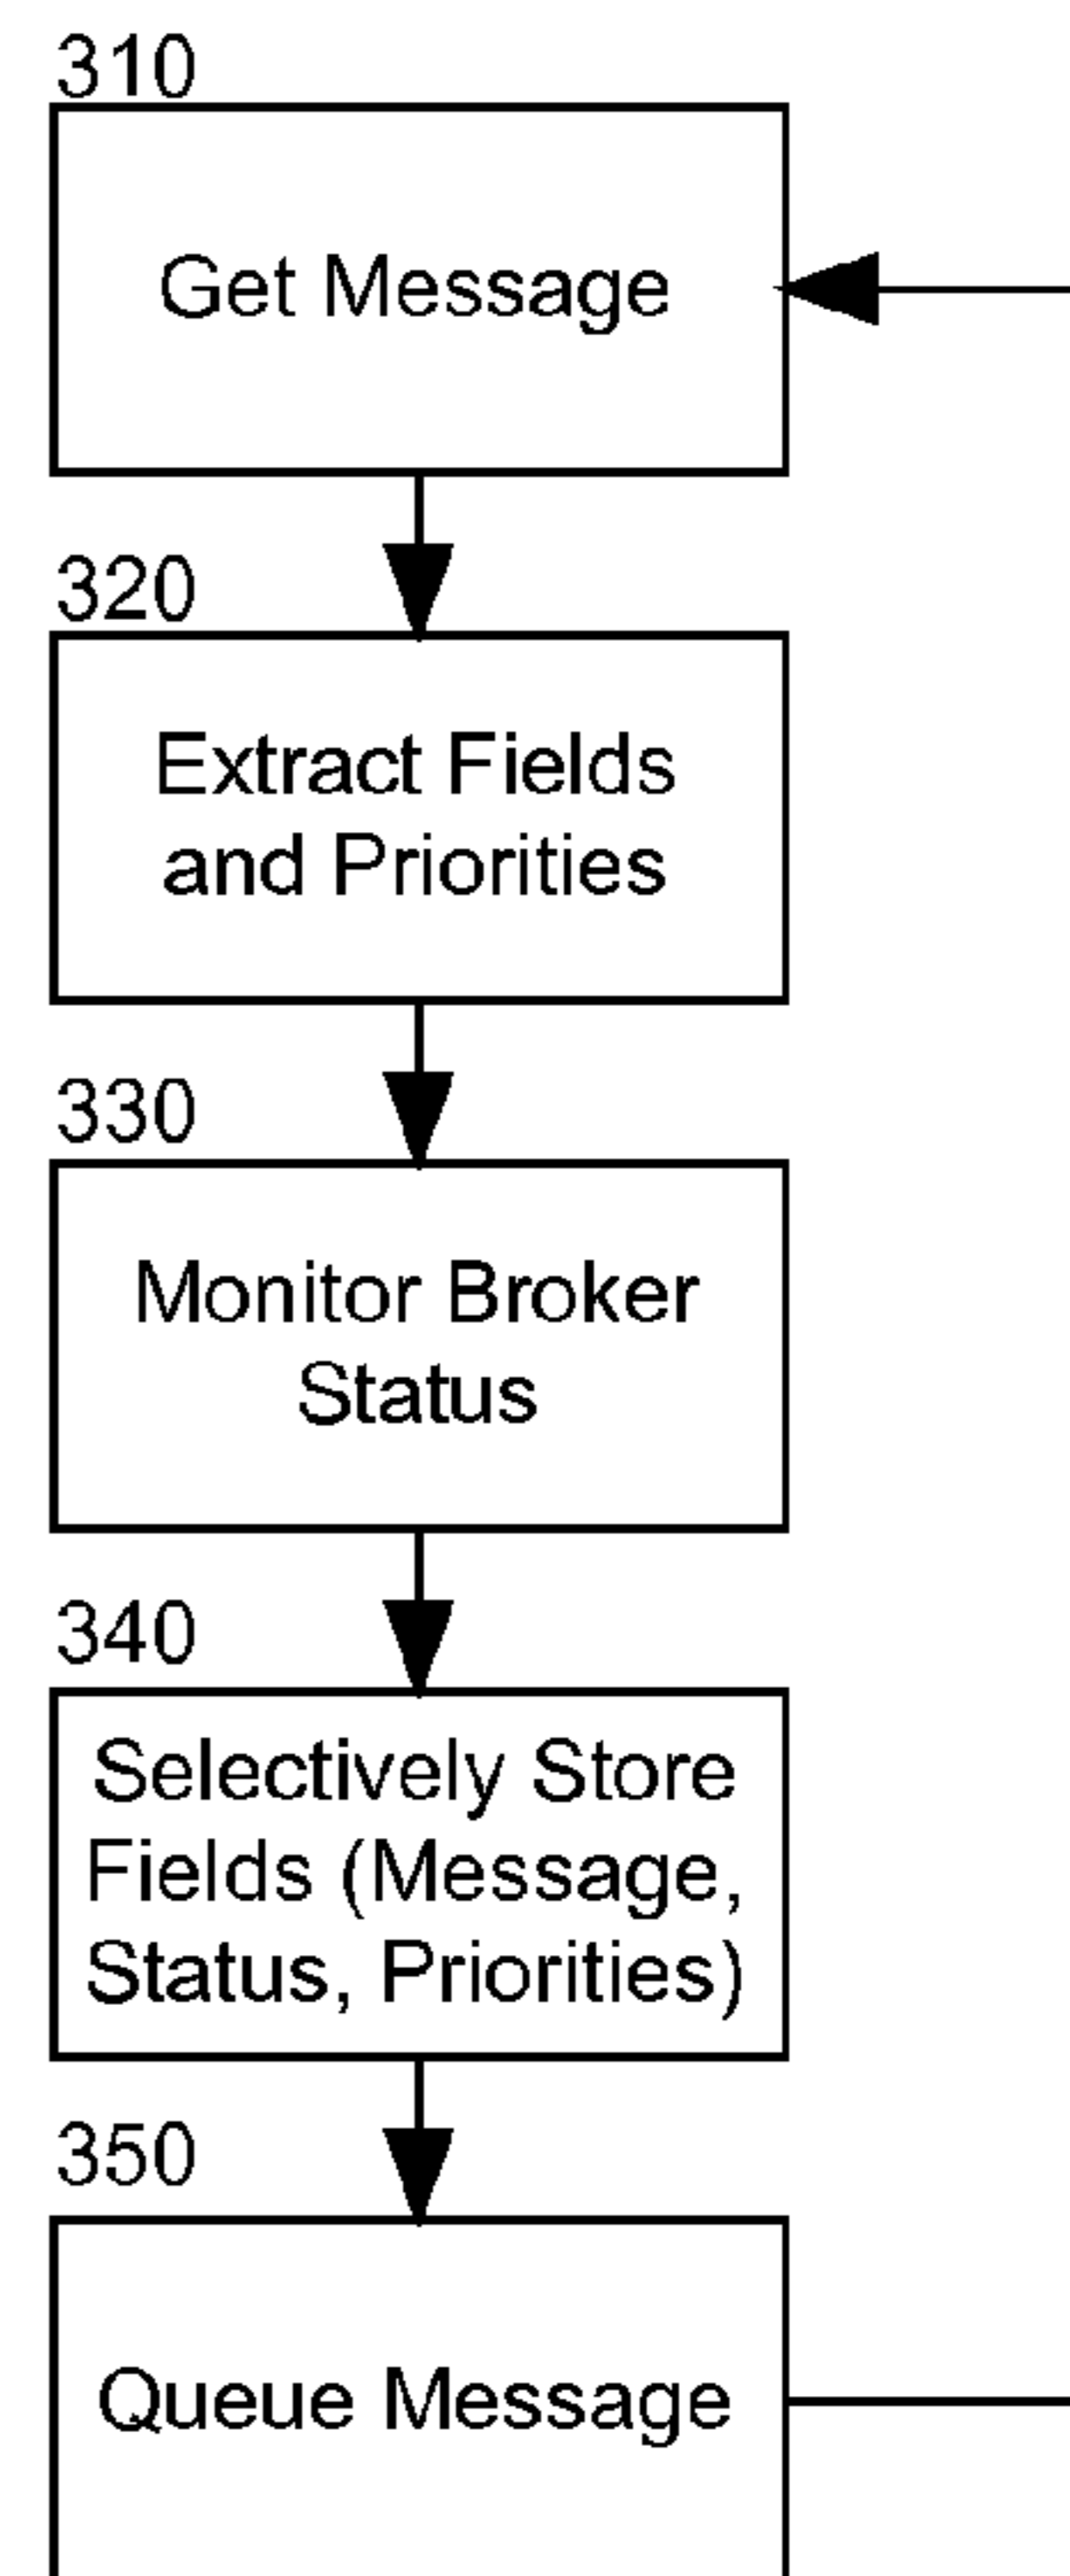 310
Get Message
320
Extract Fields
and Priorities
330
Monitor Broker
Status
340
Selectively Store
Fields (Message,
Status, Priorities)
350
Queue Message